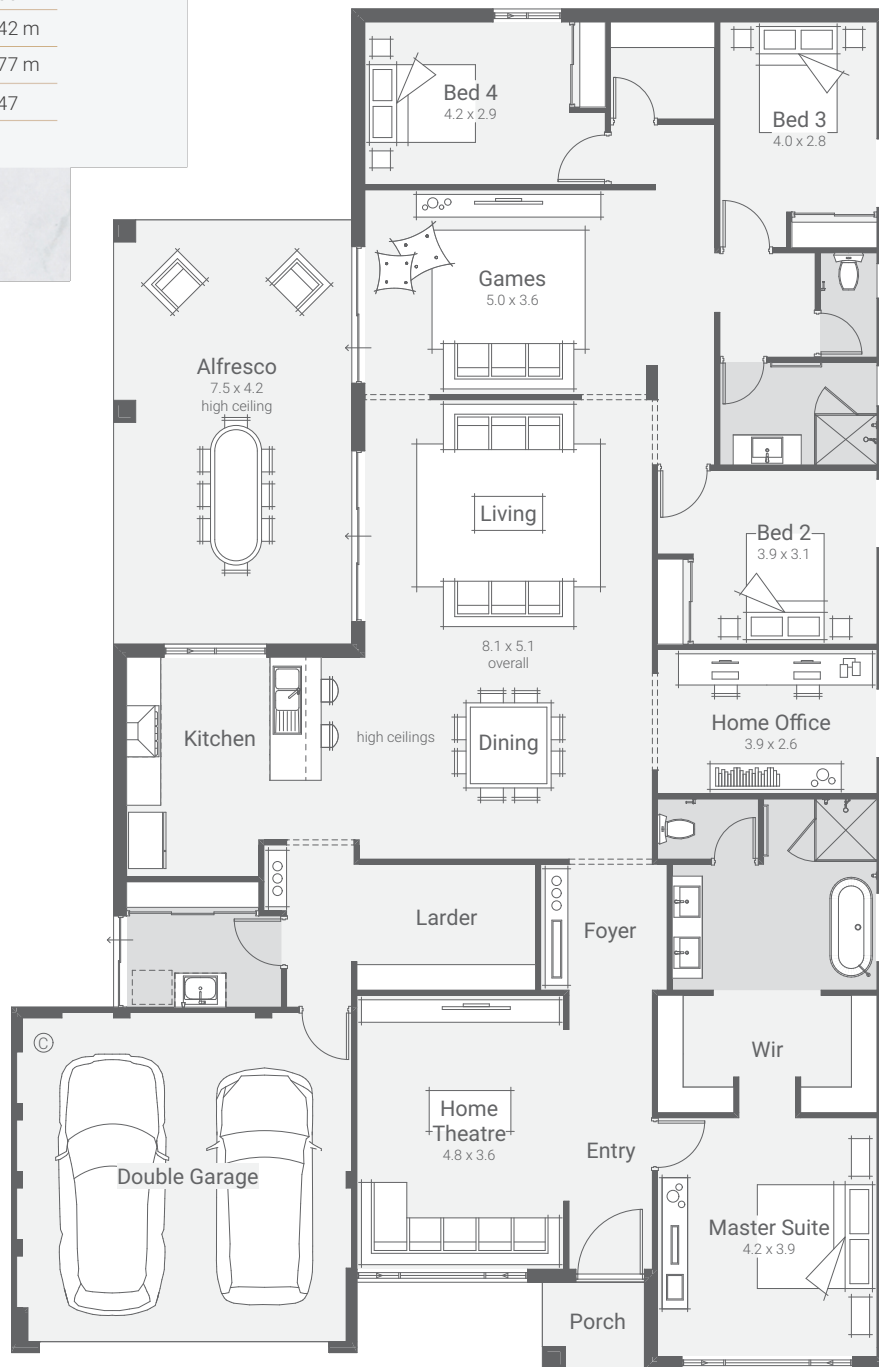 42 m
77 m
47
Bed 4
4.2 x 2.9
Bed 3
4.0 x 2.8
Games
5.0 x 3.6
Alfresco
7.5 x 4.2
high ceiling
Living
Bed 2
3.9 x 3.1
8.1 x 5.1
overall
Kitchen
high ceilings
Dining
Home Office
3.9 x 2.6
Larder
Foyer
©
Wir
Home
Theatre
4.8 x 3.6
Entry
Double Garage
Master Suite
4.2 x 3.9
Porch